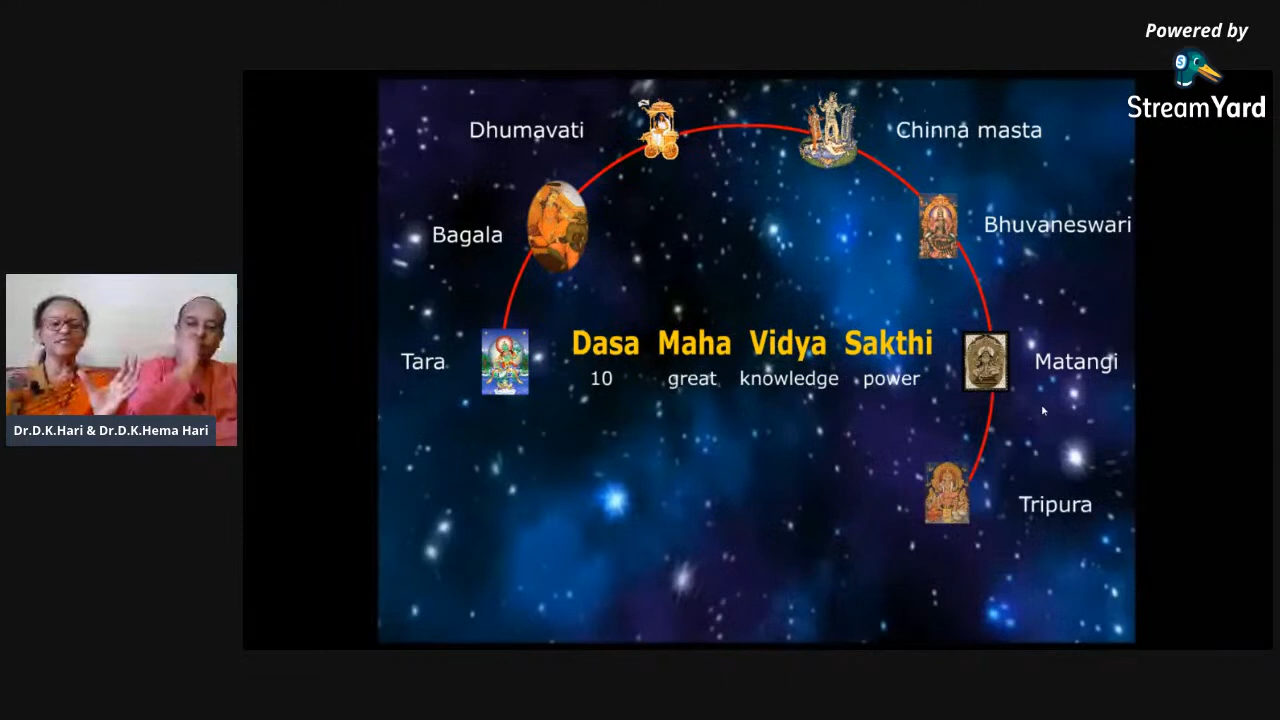 Powered by
StreamYard
Dhumavati
Chinna masta
Bagala
Bhuvaneswari
Dasa Maha Vidya Sakthi
10 great knowledge power
Tara
Matangi
Dr.D.K.Hari & Dr.D.K.Hema Hari
Tripura